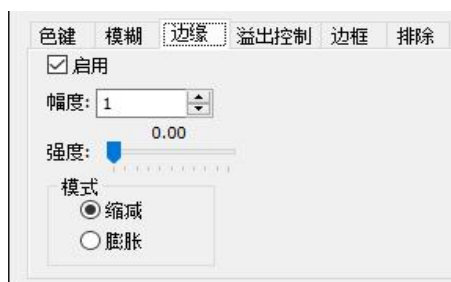 色键 模糊 边缘 溢出控制 边框 排除
启用
幅度: 1
0.00
强度:
模式
缩减
膨胀